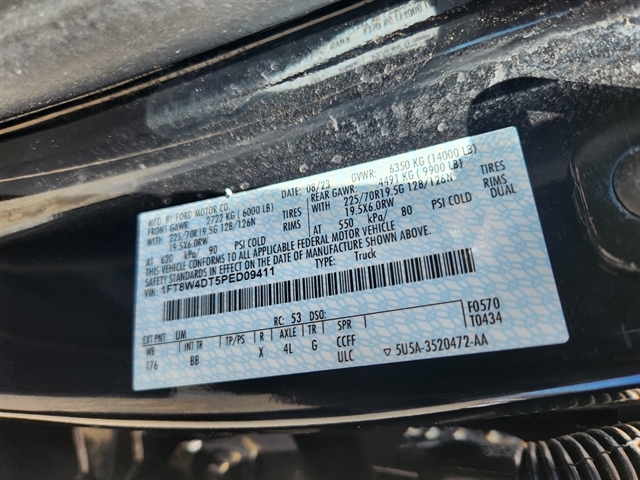 MFD. BY FORD MOTOR CO.
DATE: 08/23 GVWR: 6350 KG (14000 LB)
FRONT GAWR: 2722 KG (6000 LB)
REAR GAWR: 4491 KG (9900 LB)
WITH 225/70R19.5G 128/126N TIRES
225/70R19.5G 128/126N TIRES
19.5X6.0RW RIMS
19.5X6.0RW RIMS
AT 620 kPa/ 90 PSI COLD
AT 550 kPa/ 80 PSI COLD DUAL
THIS VEHICLE CONFORMS TO ALL APPLICABLE FEDERAL MOTOR VEHICLE
SAFETY STANDARDS IN EFFECT ON THE DATE OF MANUFACTURE SHOWN ABOVE.
VIN: 1FT8W4DT5PED09411 TYPE: Truck
F0570
T0434
RC: 53 DSO:
EXT PNT: UM
WB INT TR TP/PS R AXLE TR SPR
176 BB X 4L G CCFF
ULC
5U5A-3520472-AA